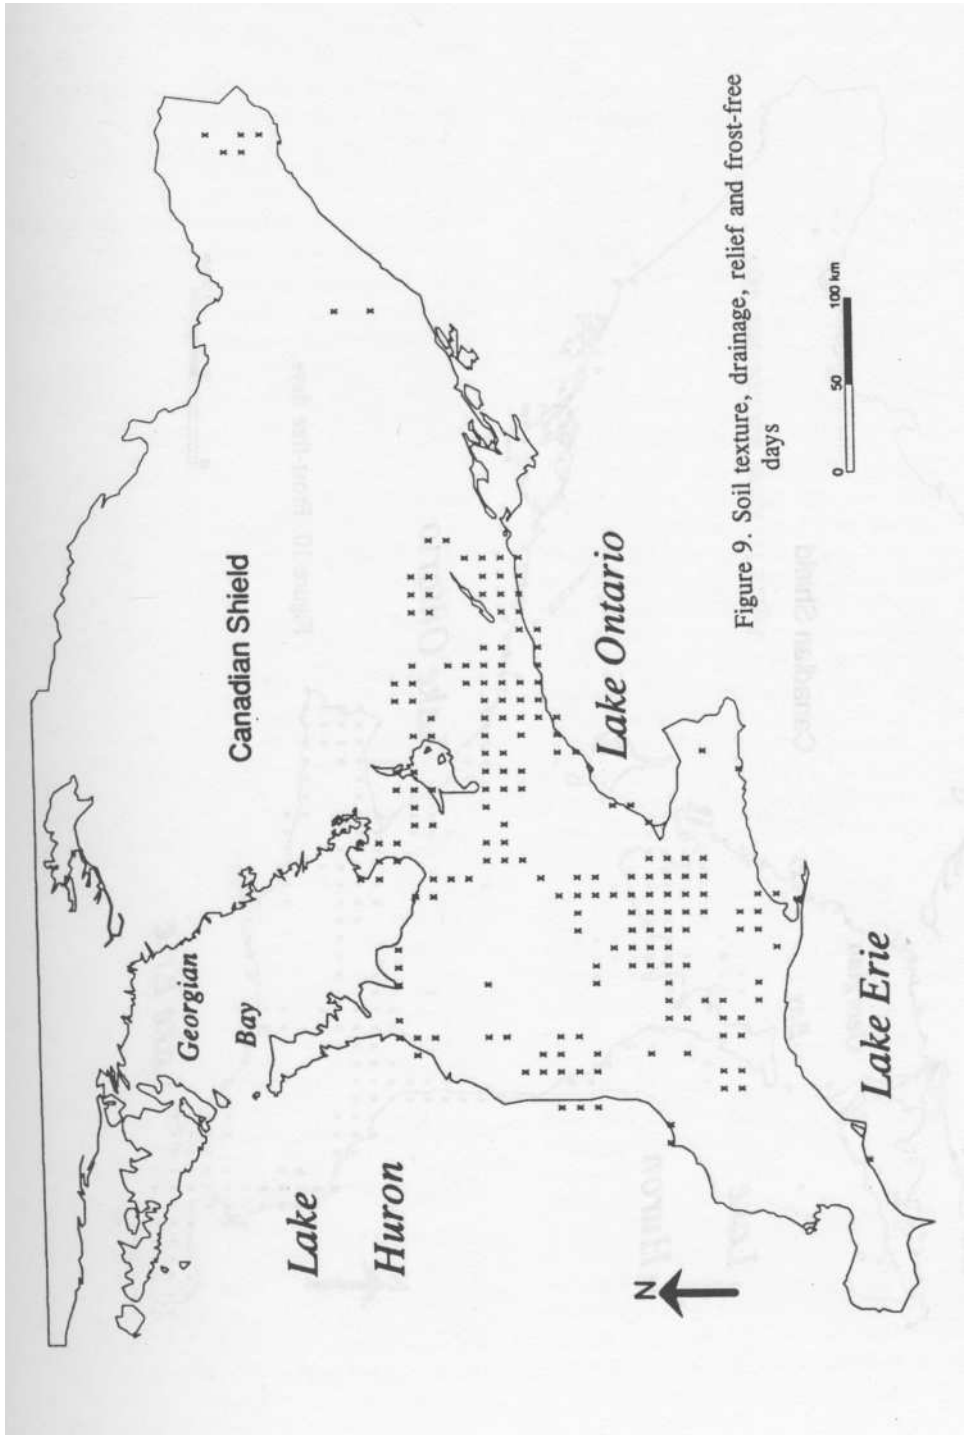 Canadian Shield
Georgian
Bay
Lake
Huron
Lake Ontario
Lake Erie
N
Figure 9. Soil texture, drainage, relief and frost-free
days
0
50
100 km